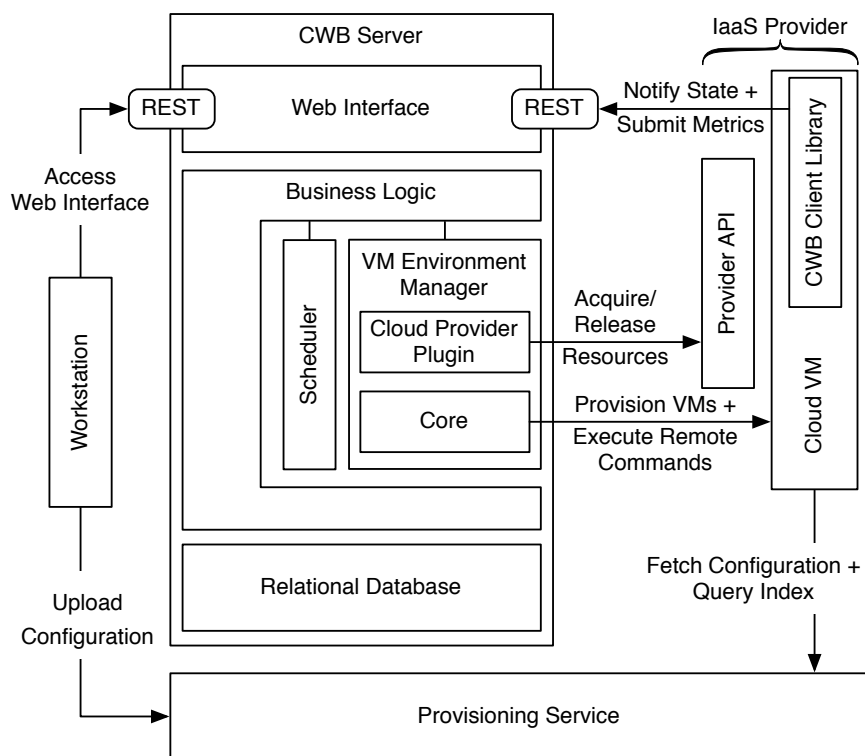 CWB Server
IaaS Provider
REST
Web Interface
REST
Notify State +
Submit Metrics
CWB Client Library
Access
Web Interface
Business Logic
Provider API
Scheduler
VM Environment
Manager
Cloud Provider
Plugin
Acquire/
Release
Resources
Workstation
Core
Provision VMs +
Execute Remote
Commands
Cloud VM
Relational Database
Fetch Configuration +
Query Index
Upload
Configuration
Provisioning Service